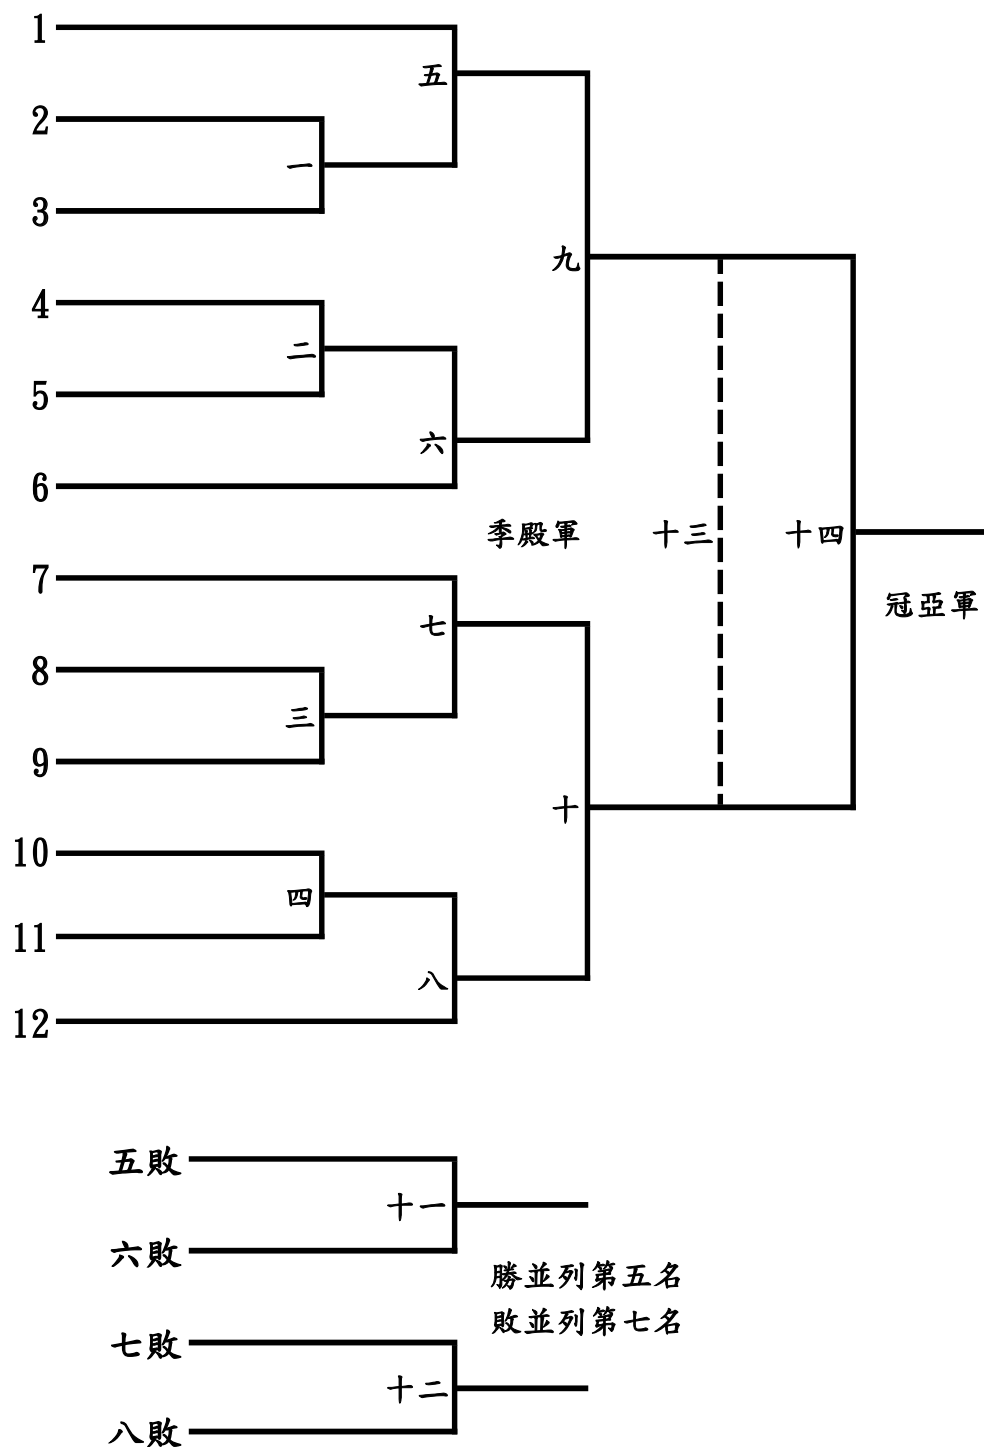 1
五
2
一
3
九
4
二
5
六
6
季殿軍
十三
十四
7
冠亞軍
七
8
三
9
十
10
四
11
八
12
五敗
十一
六敗
勝並列第五名
敗並列第七名
七敗
十二
八敗